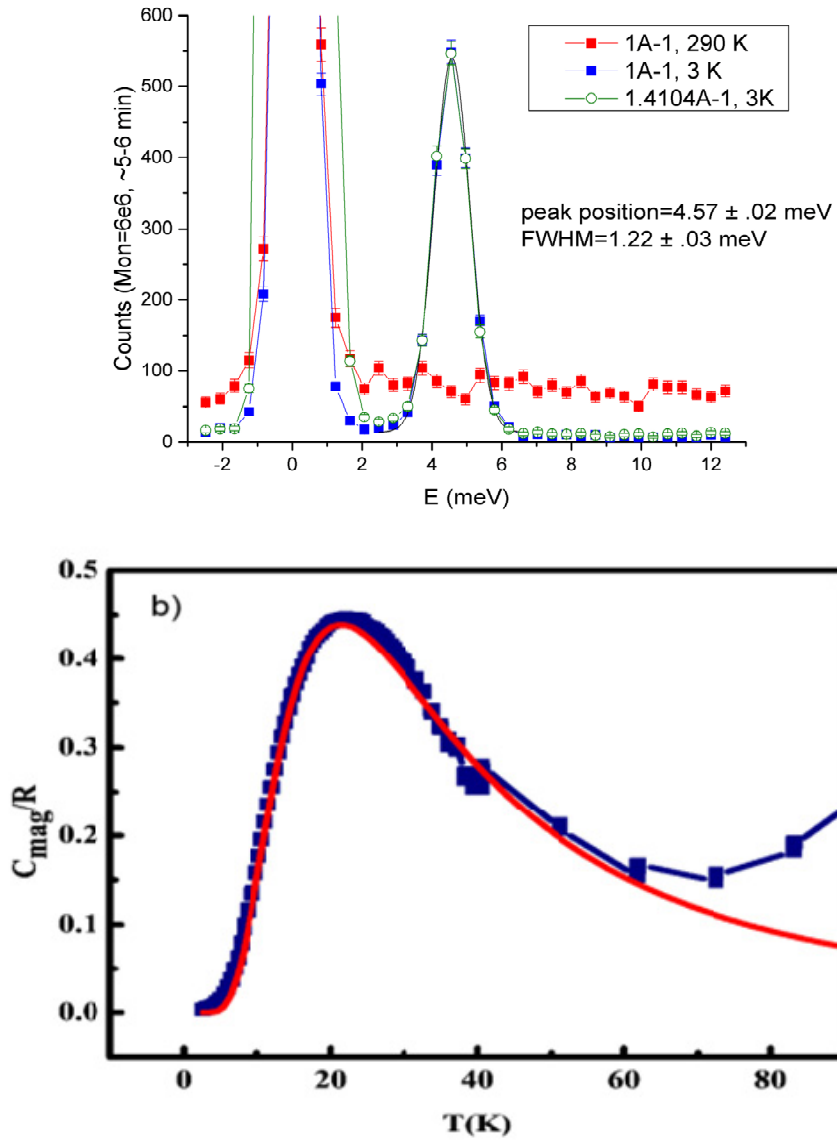 600
500
400
300
200
100
0
Counts (Mon=6e6, ~5-6 min)
1A-1, 290 K
1A-1, 3 K
1.4104A-1, 3K
peak position=4.57 ± .02 meV
FWHM=1.22 ± .03 meV
-2 0 2 4 6 8 10 12
E (meV)
b)
0.5
0.4
0.3
0.2
0.1
0.0
Cmag/R
0 20 40 60 80
T(K)